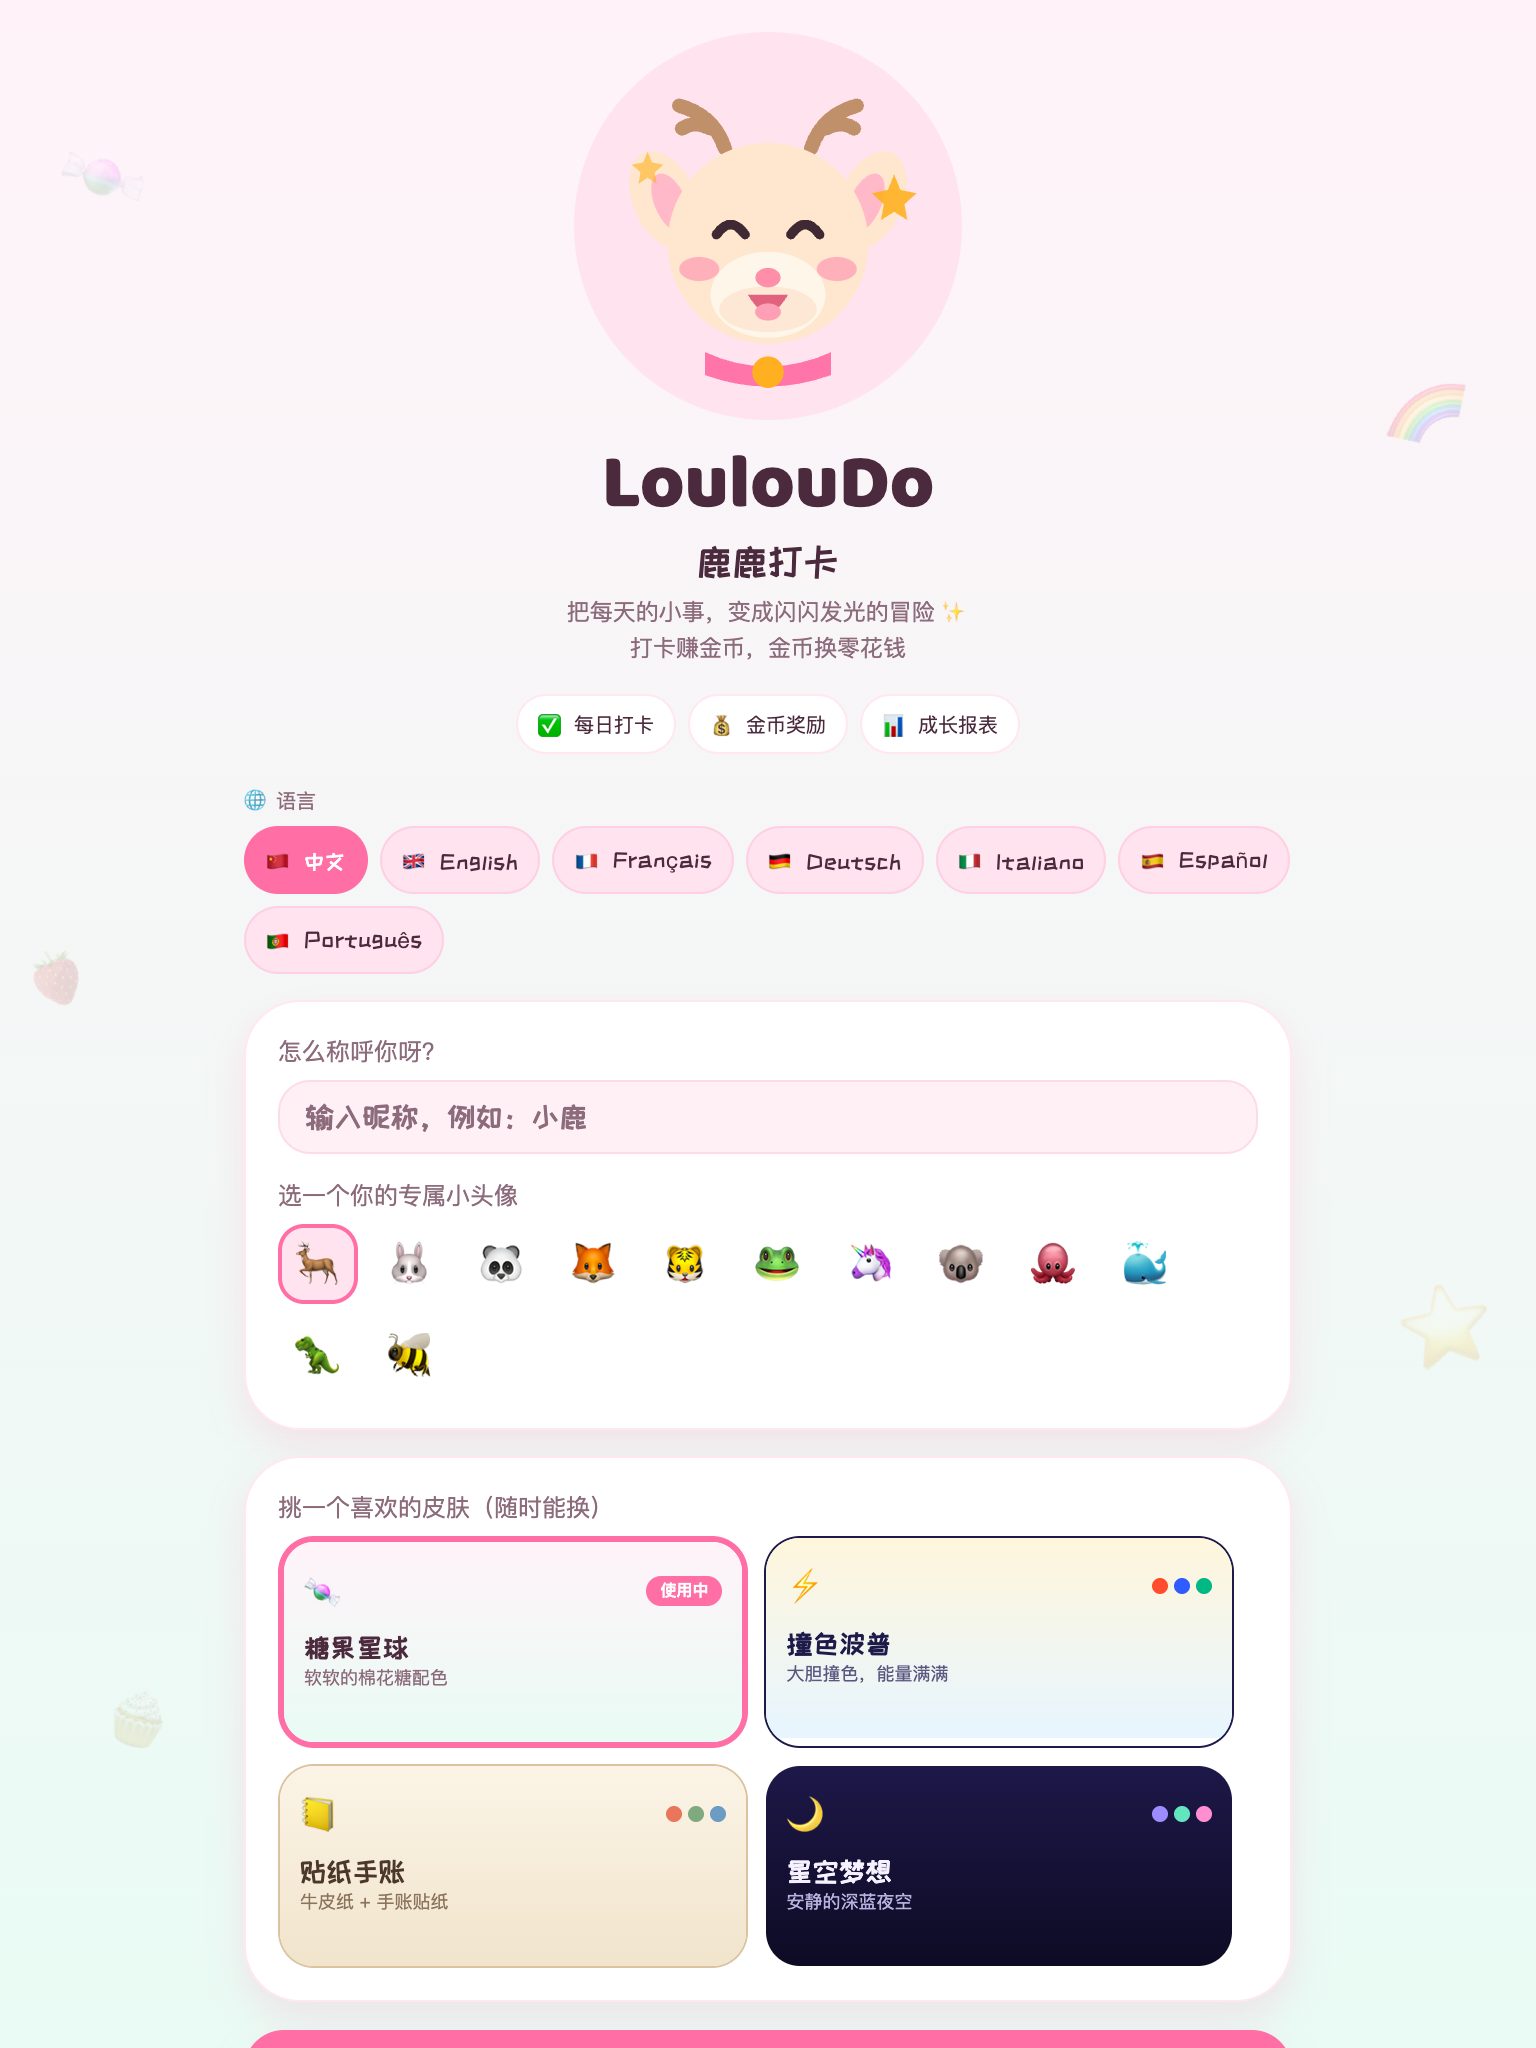 LoulouDo
鹿鹿打卡
把每天的小事，变成闪闪发光的冒险 ✨
打卡赚金币，金币换零花钱
✅ 每日打卡
💰 金币奖励
📊 成长报表
🌐 语言
🇨🇳 中文
🇬🇧 English
🇫🇷 Français
🇩🇪 Deutsch
🇮🇹 Italiano
🇪🇸 Español
🇵🇹 Português
怎么称呼你呀？
输入昵称，例如：小鹿
选一个你的专属小头像
挑一个喜欢的皮肤（随时能换）
使用中
糖果星球
软软的棉花糖配色
撞色波普
大胆撞色，能量满满
贴纸手账
牛皮纸 + 手账贴纸
星空梦想
安静的深蓝夜空